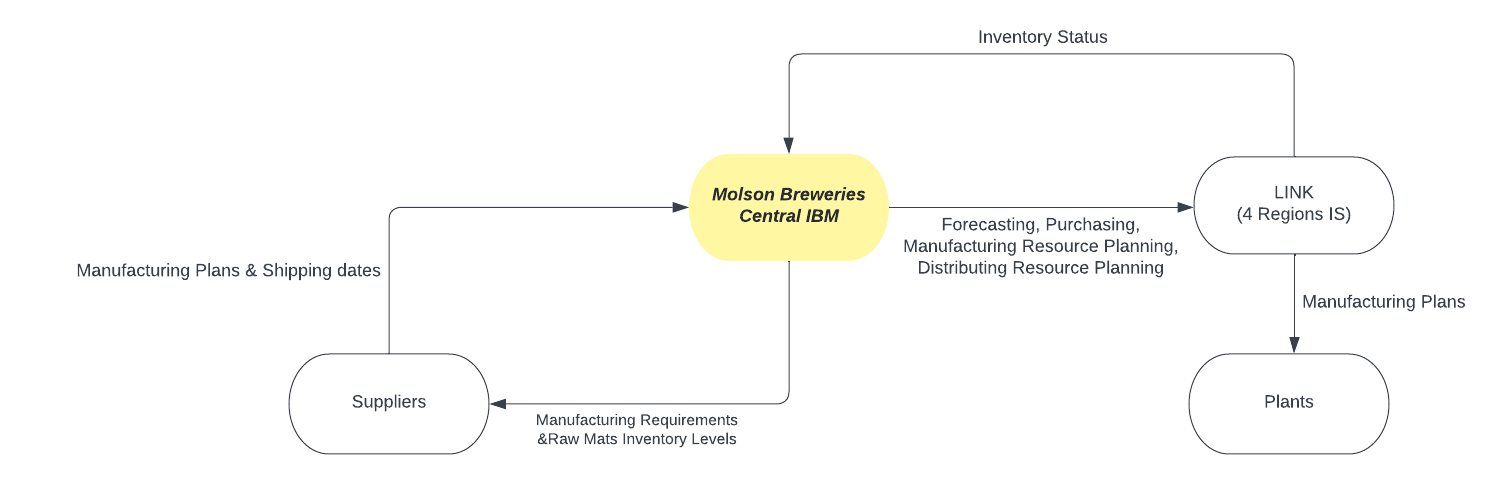 Inventory Status
Molson Breweries
Central IBM
LINK
(4 Regions IS)
Forecasting, Purchasing,
Manufacturing Resource Planning,
Distributing Resource Planning
Manufacturing Plans & Shipping dates
Manufacturing Plans
Suppliers
Plants
Manufacturing Requirements
&Raw Mats Inventory Levels